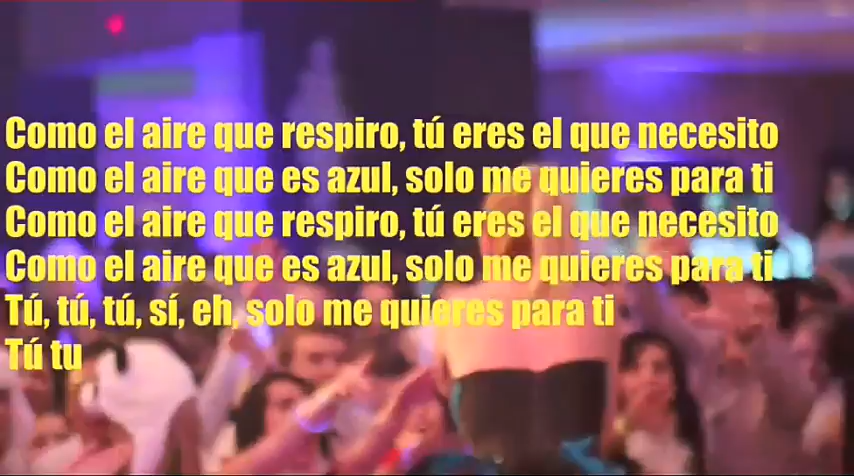 Como el aire que respiro, tú eres el que necesito
Como el aire que es azul, solo me quieres para ti
Como el aire que respiro, tú eres el que necesito
Como el aire que es azul, solo me quieres para ti
Tú, tú, tú, sí, eh, solo me quieres para ti
Tú tu